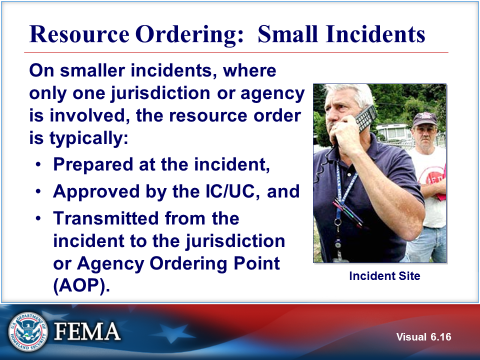 Resource Ordering: Small Incidents
On smaller incidents, where
only one jurisdiction or agency
is involved, the resource order
is typically:
• Prepared at the incident,
• Approved by the IC/UC, and
• Transmitted from the
incident to the jurisdiction
or Agency Ordering Point
(AOP).
Incident Site
FEMA
Visual 6.16